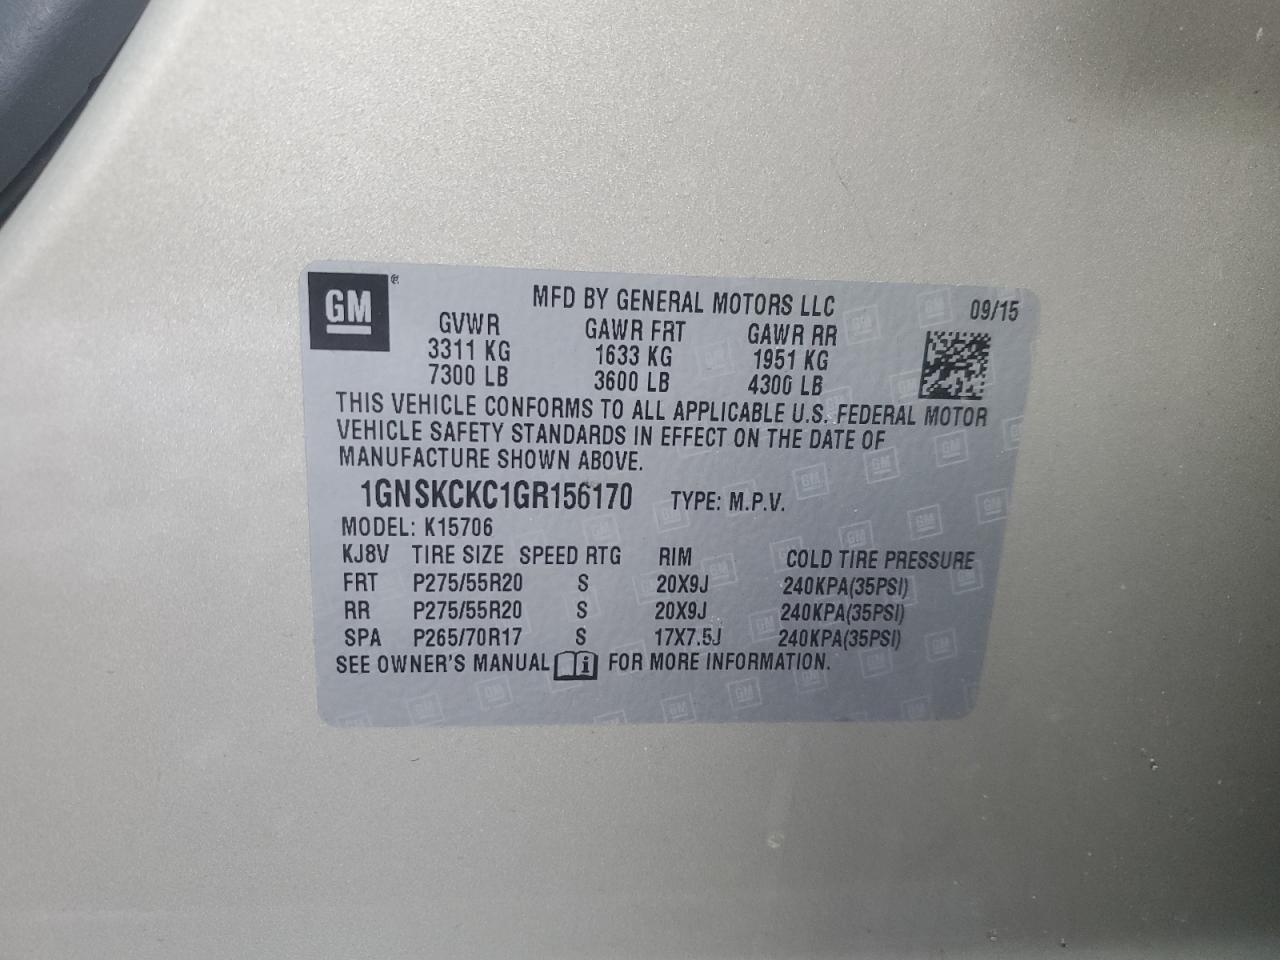 GM®
MFD BY GENERAL MOTORS LLC 09/15
GVWR GAWR FRT GAWR RR
3311 KG 1633 KG 1951 KG
7300 LB 3600 LB 4300 LB
THIS VEHICLE CONFORMS TO ALL APPLICABLE U.S. FEDERAL MOTOR
VEHICLE SAFETY STANDARDS IN EFFECT ON THE DATE OF
MANUFACTURE SHOWN ABOVE.
1GNSKCKC1GR156170 TYPE: M.P.V.
MODEL: K15706
KJ8V TIRE SIZE SPEED RTG RIM COLD TIRE PRESSURE
FRT P275/55R20 S 20X9J 240KPA(35PSI)
RR P275/55R20 S 20X9J 240KPA(35PSI)
SPA P265/70R17 S 17X7.5J 240KPA(35PSI)
SEE OWNER'S MANUAL i FOR MORE INFORMATION.